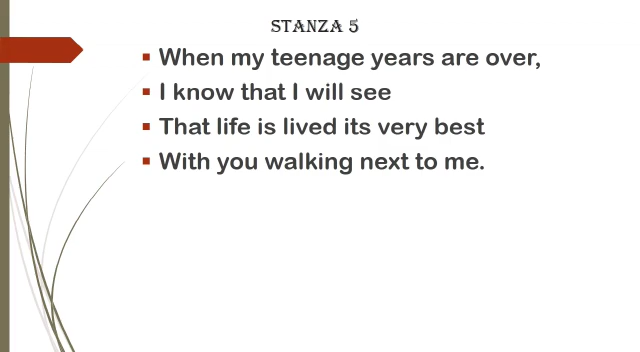 STANZA 5
When my teenage years are over,
I know that I will see
That life is lived its very best
With you walking next to me.